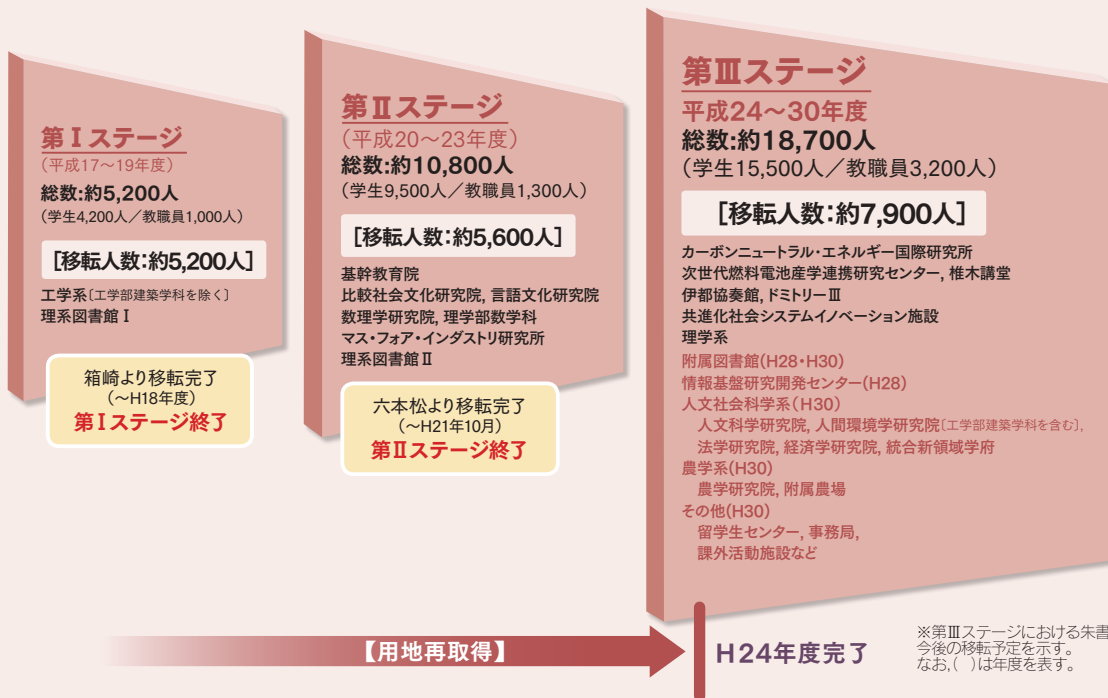 第Ⅰステージ
（平成17～19年度）
総数:約5,200人
（学生4,200人／教職員1,000人）
［移転人数：約5,200人］
工学系〔工学部建築学科を除く〕
理系図書館Ⅰ
箱崎より移転完了
（～H18年度）
第Ⅰステージ終了
第Ⅱステージ
（平成20～23年度）
総数:約10,800人
（学生9,500人／教職員1,300人）
［移転人数：約5,600人］
基幹教育院
比較社会文化研究院, 言語文化研究院
数理学研究院, 理学部数学科
マス・フォア・インダストリ研究所
理系図書館Ⅱ
六本松より移転完了
（～H21年10月）
第Ⅱステージ終了
第Ⅲステージ
平成24～30年度
総数:約18,700人
（学生15,500人／教職員3,200人）
［移転人数：約7,900人］
カーボンニュートラル・エネルギー国際研究所
次世代燃料電池産学連携研究センター, 椎木講堂
伊都協奏館, ドミトリーⅢ
共進化社会システムイノベーション施設
理学系
附属図書館(H28・H30)
情報基盤研究開発センター(H28)
人文社会科学系(H30)
人文科学研究院, 人間環境学研究院〔工学部建築学科を含む〕,
法学研究院, 経済学研究院, 統合新領域学府
農学系(H30)
農学研究院, 附属農場
その他(H30)
留学生センター, 事務局,
課外活動施設など
【用地再取得】
H24年度完了
※第Ⅲステージにおける朱書
今後の移転予定を示す。
なお,(　)は年度を表す。